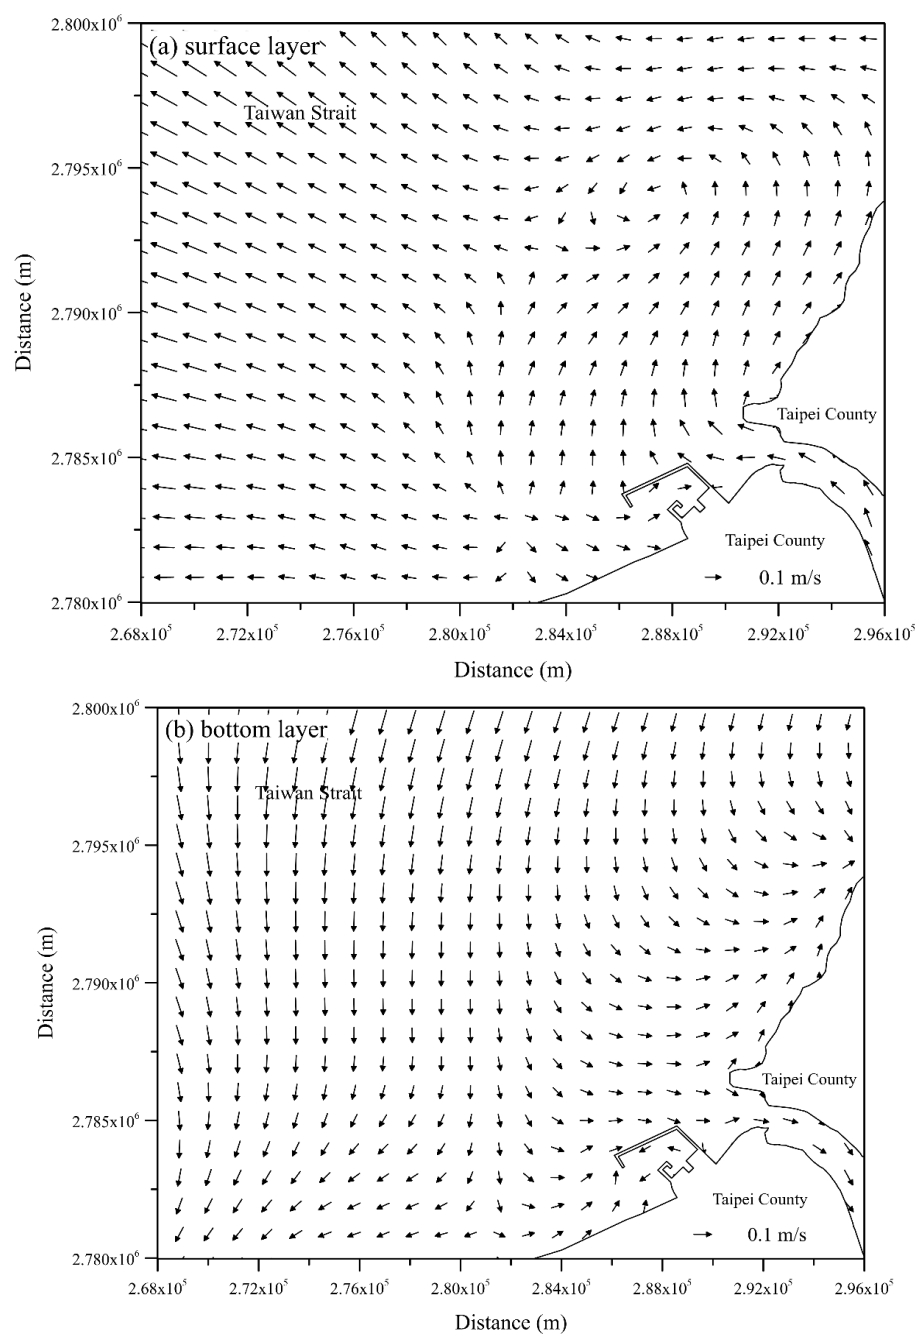 2.800x10⁶
(a) surface layer
Taiwan Strait
2.795x10⁶
Distance (m)
2.790x10⁶
Taipei County
2.785x10⁶
Taipei County
0.1 m/s
2.780x10⁶
2.68x10⁵ 2.72x10⁵ 2.76x10⁵ 2.80x10⁵ 2.84x10⁵ 2.88x10⁵ 2.92x10⁵ 2.96x10⁵
Distance (m)
2.800x10⁶
(b) bottom layer
Taiwan Strait
2.795x10⁶
Distance (m)
2.790x10⁶
Taipei County
2.785x10⁶
Taipei County
0.1 m/s
2.780x10⁶
2.68x10⁵ 2.72x10⁵ 2.76x10⁵ 2.80x10⁵ 2.84x10⁵ 2.88x10⁵ 2.92x10⁵ 2.96x10⁵
Distance (m)